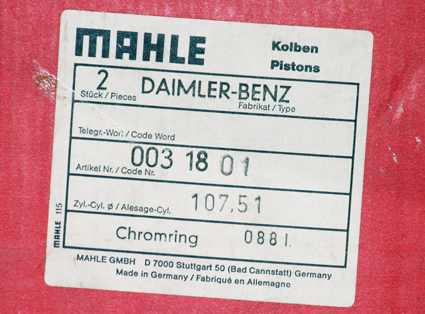 MAHLE Kolben
Pistons
2 DAIMLER-BENZ
Stück / Pieces Fabrikat / Type
Telegr.-Wort / Code Word
003 18 01
Artikel Nr. / Code Nr.
107,51
Zyl.-Cyl. Ø / Alesage-Cyl.
Chromring 088 l.
MAHLE GMBH D 7000 Stuttgart 50 (Bad Cannstatt) Germany
Made in Germany / Fabriqué en Allemagne
MAHLE 115